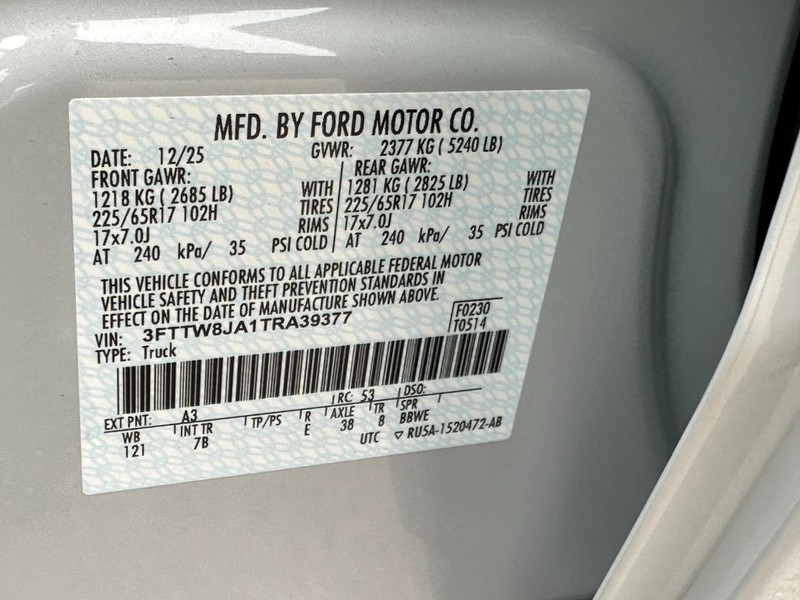 MFD. BY FORD MOTOR CO.
DATE: 12/25 GVWR: 2377 KG ( 5240 LB)
FRONT GAWR: REAR GAWR:
1218 KG ( 2685 LB) WITH 1281 KG ( 2825 LB) WITH
225/65R17 102H TIRES 225/65R17 102H TIRES
17x7.0J RIMS 17x7.0J RIMS
AT 240 kPa/ 35 PSI COLD AT 240 kPa/ 35 PSI COLD
THIS VEHICLE CONFORMS TO ALL APPLICABLE FEDERAL MOTOR
VEHICLE SAFETY AND THEFT PREVENTION STANDARDS IN
EFFECT ON THE DATE OF MANUFACTURE SHOWN ABOVE.
VIN: 3FTTW8JA1TRA39377 F0230
TYPE: Truck T0514
EXT PNT: A3 RC: 53 DSO:
WB INT TR TP/PS R AXLE TR SPR
121 7B E 38 8 BBWE
UTC ▽ RU5A-1520472-AB